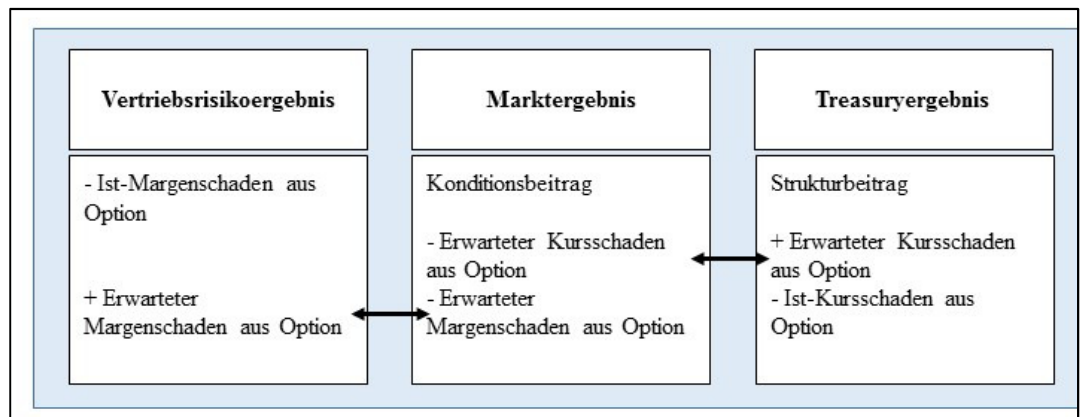 Vertriebsrisikoergebnis
- Ist-Margenschaden aus
Option
+ Erwarteter
Margenschaden aus Option
Marktergebnis
Konditionsbeitrag
- Erwarteter Kursschaden
aus Option
- Erwarteter
Margenschaden aus Option
Treasuryergebnis
Strukturbeitrag
+ Erwarteter Kursschaden
aus Option
- Ist-Kursschaden aus
Option